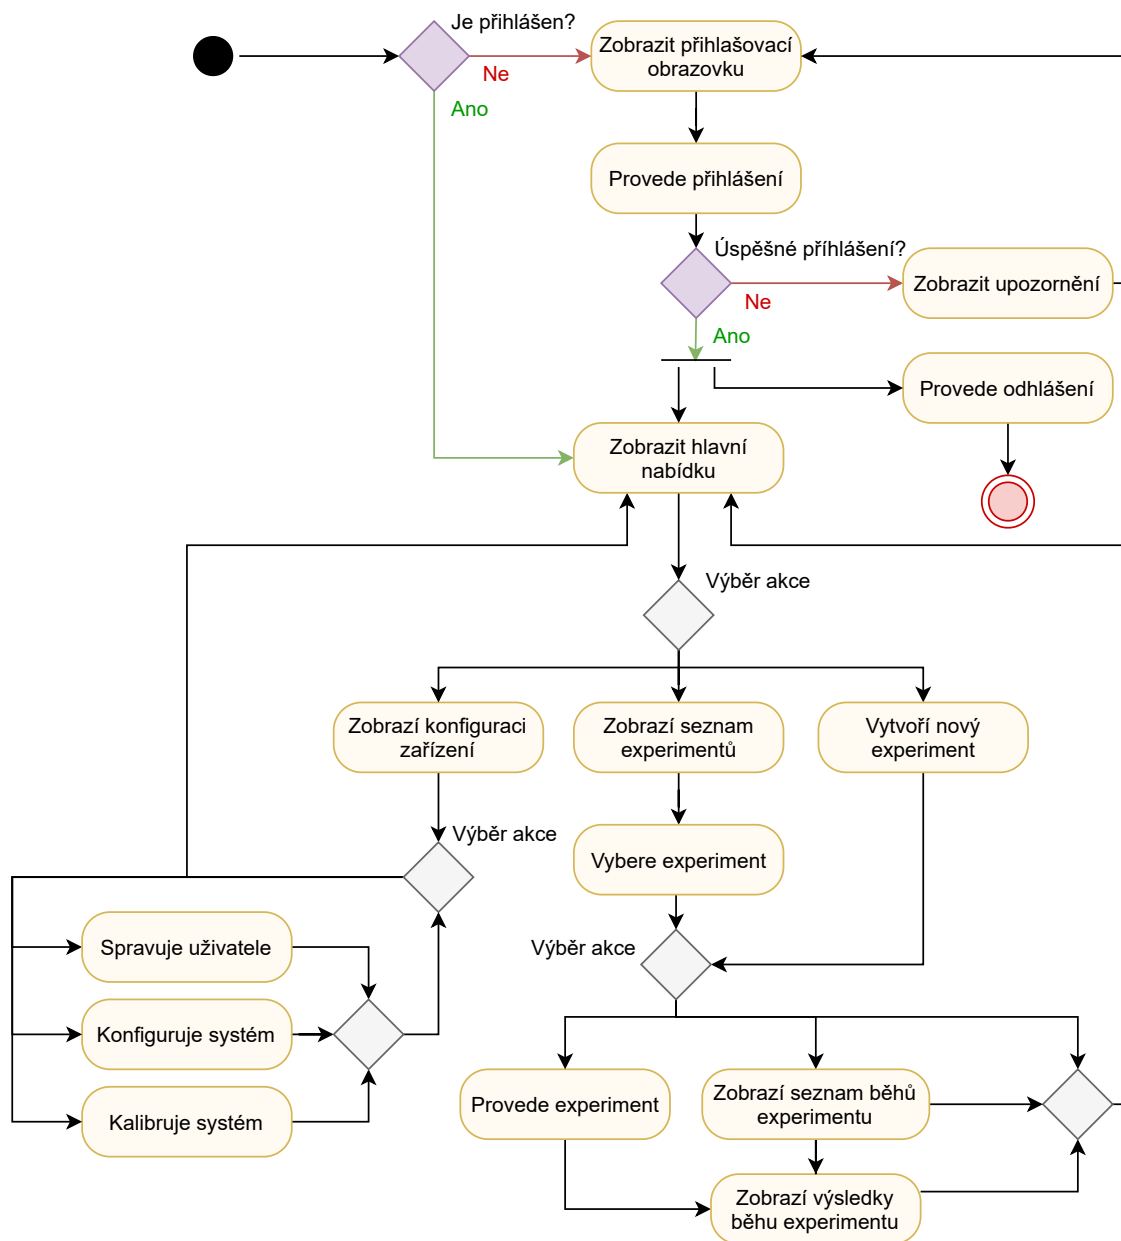 Je přihlášen?
Zobrazit přihlašovací
obrazovku
Ne
Ano
Provede přihlášení
Úspěšné příhlášení?
Zobrazit upozornění
Ne
Ano
Provede odhlášení
Zobrazit hlavní
nabídku
Výběr akce
Zobrazí konfiguraci
zařízení
Zobrazí seznam
experimentů
Vytvoří nový
experiment
Výběr akce
Vybere experiment
Spravuje uživatele
Výběr akce
Konfiguruje systém
Provede experiment
Zobrazí seznam běhů
experimentu
Kalibruje systém
Zobrazí výsledky
běhu experimentu